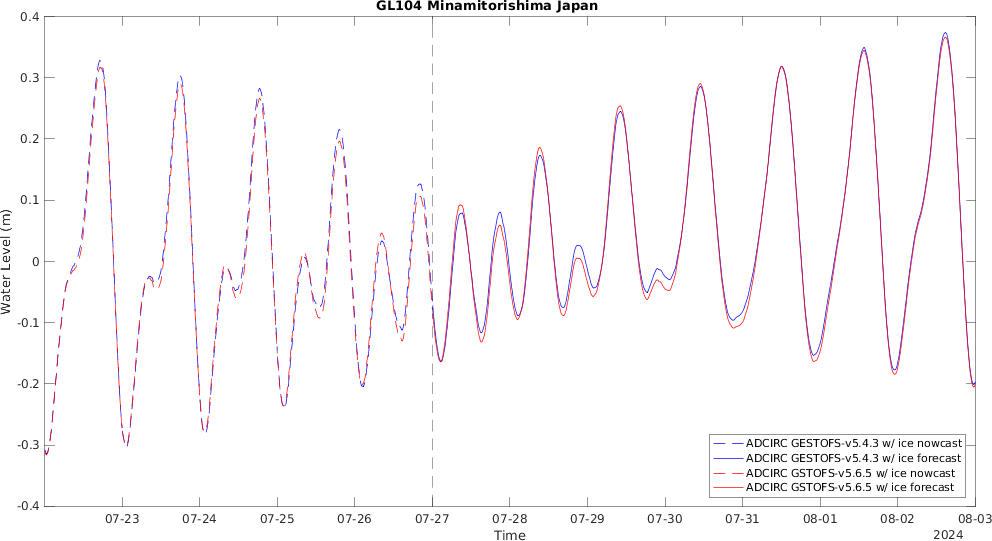 GL104 Minamitorishima Japan
0.4
0.3
0.2
0.1
0
-0.1
-0.2
-0.3
-0.4
Water Level (m)
07-23 07-24 07-25 07-26 07-27 07-28 07-29 07-30 07-31 08-01 08-02 08-03
Time
2024
ADCIRC GESTOFS-v5.4.3 w/ ice nowcast
ADCIRC GESTOFS-v5.4.3 w/ ice forecast
ADCIRC GSTOFS-v5.6.5 w/ ice nowcast
ADCIRC GSTOFS-v5.6.5 w/ ice forecast